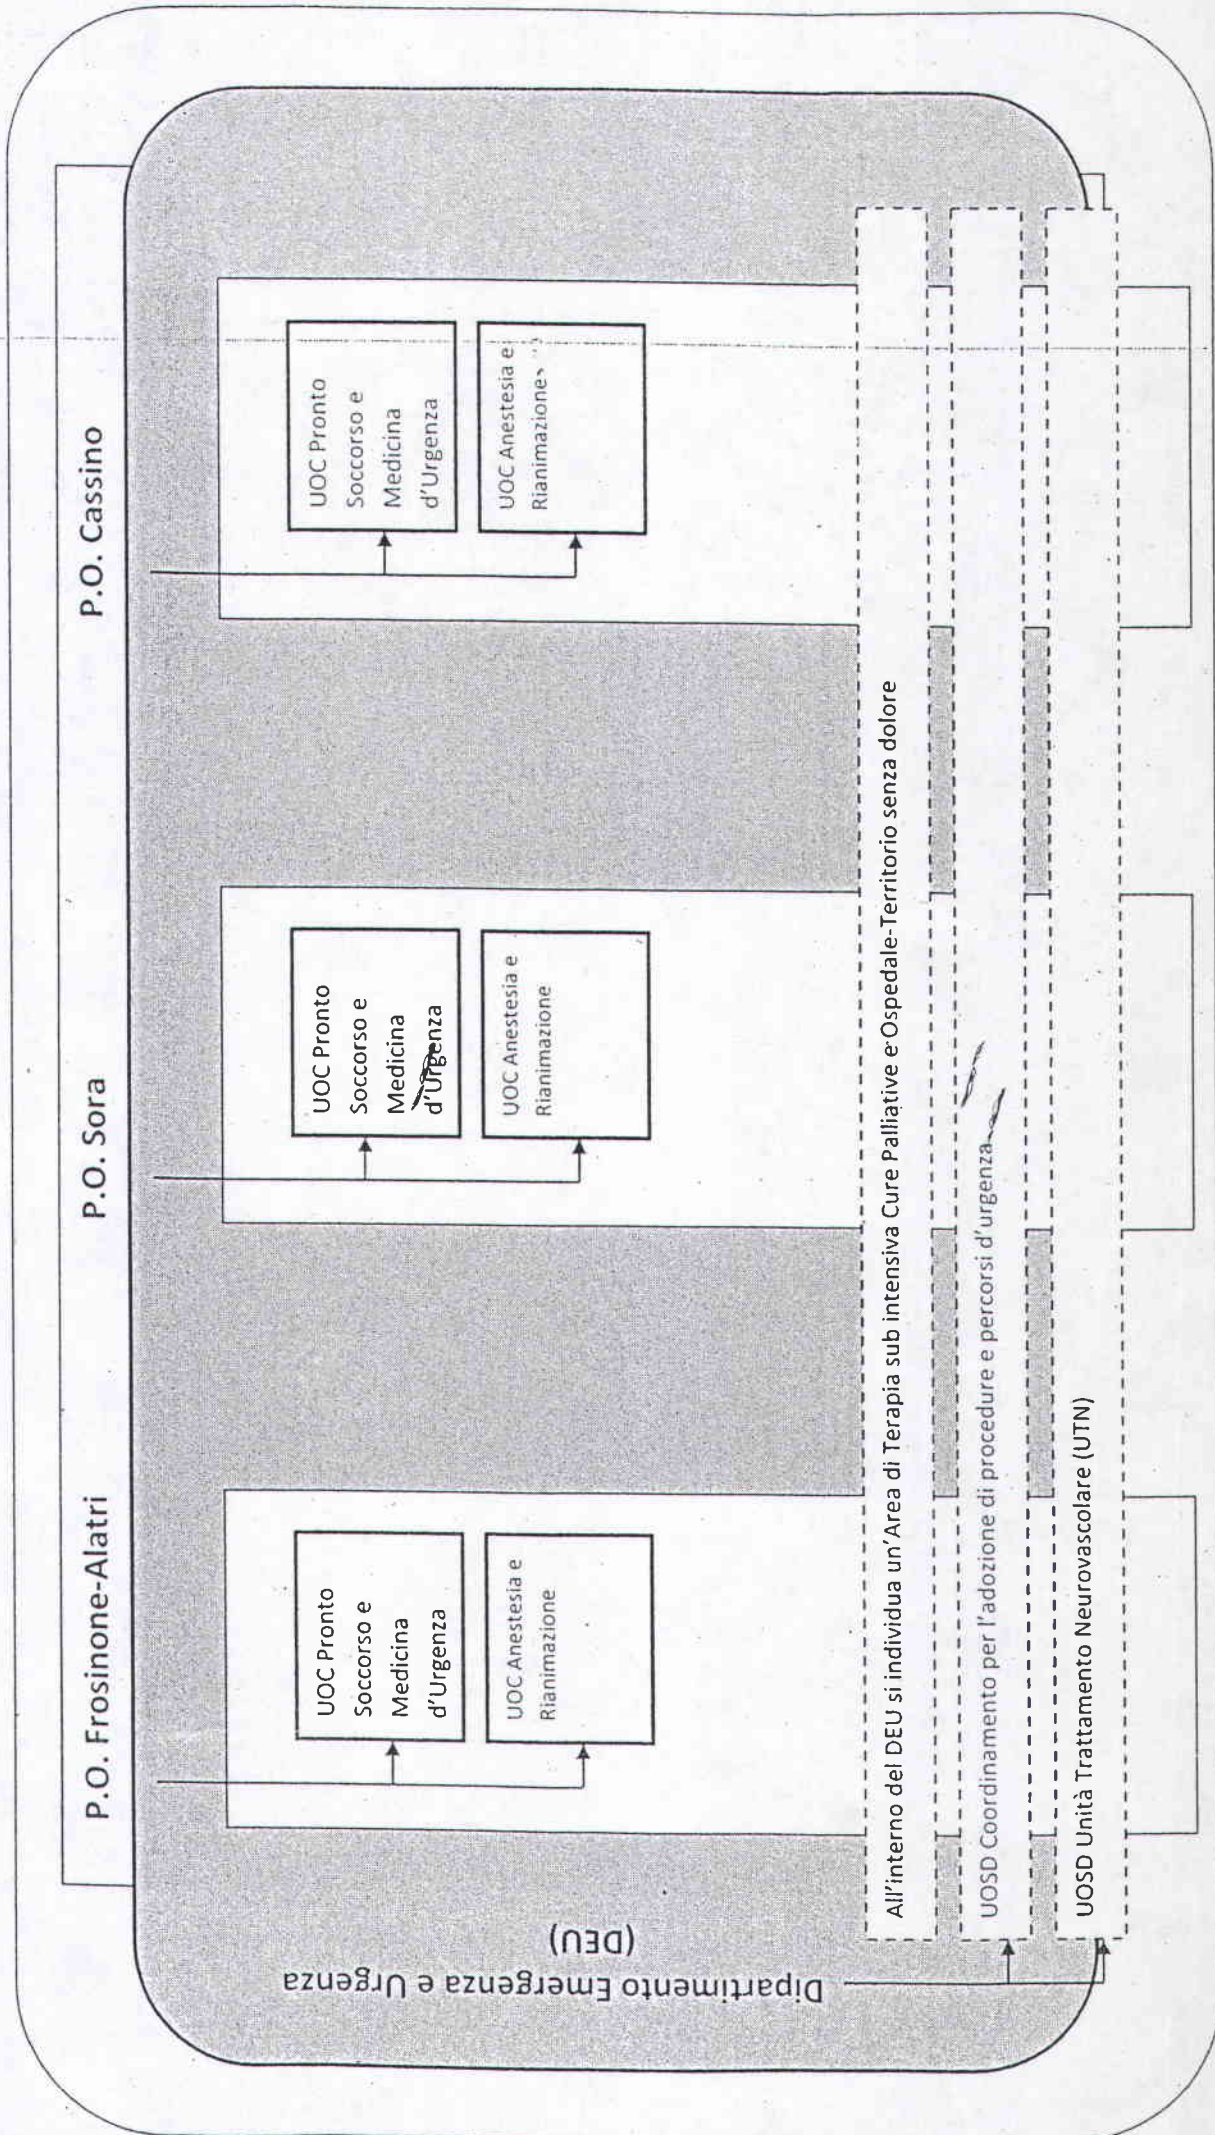 P.O. Frosinone-Alatri
P.O. Sora
P.O. Cassino
Dipartimento Emergenza e Urgenza
(DEU)
UOC Pronto
Soccorso e
Medicina
d'Urgenza
UOC Anestesia e
Rianimazione
UOC Pronto
Soccorso e
Medicina
d'Urgenza
UOC Anestesia e
Rianimazione
UOC Pronto
Soccorso e
Medicina
d'Urgenza
UOC Anestesia e
Rianimazione
All'interno del DEU si individua un'Area di Terapia sub intensiva Cure Palliative e Ospedale-Territorio senza dolore
UOSD Coordinamento per l'adozione di procedure e percorsi d'urgenza
UOSD Unità Trattamento Neurovascolare (UTN)